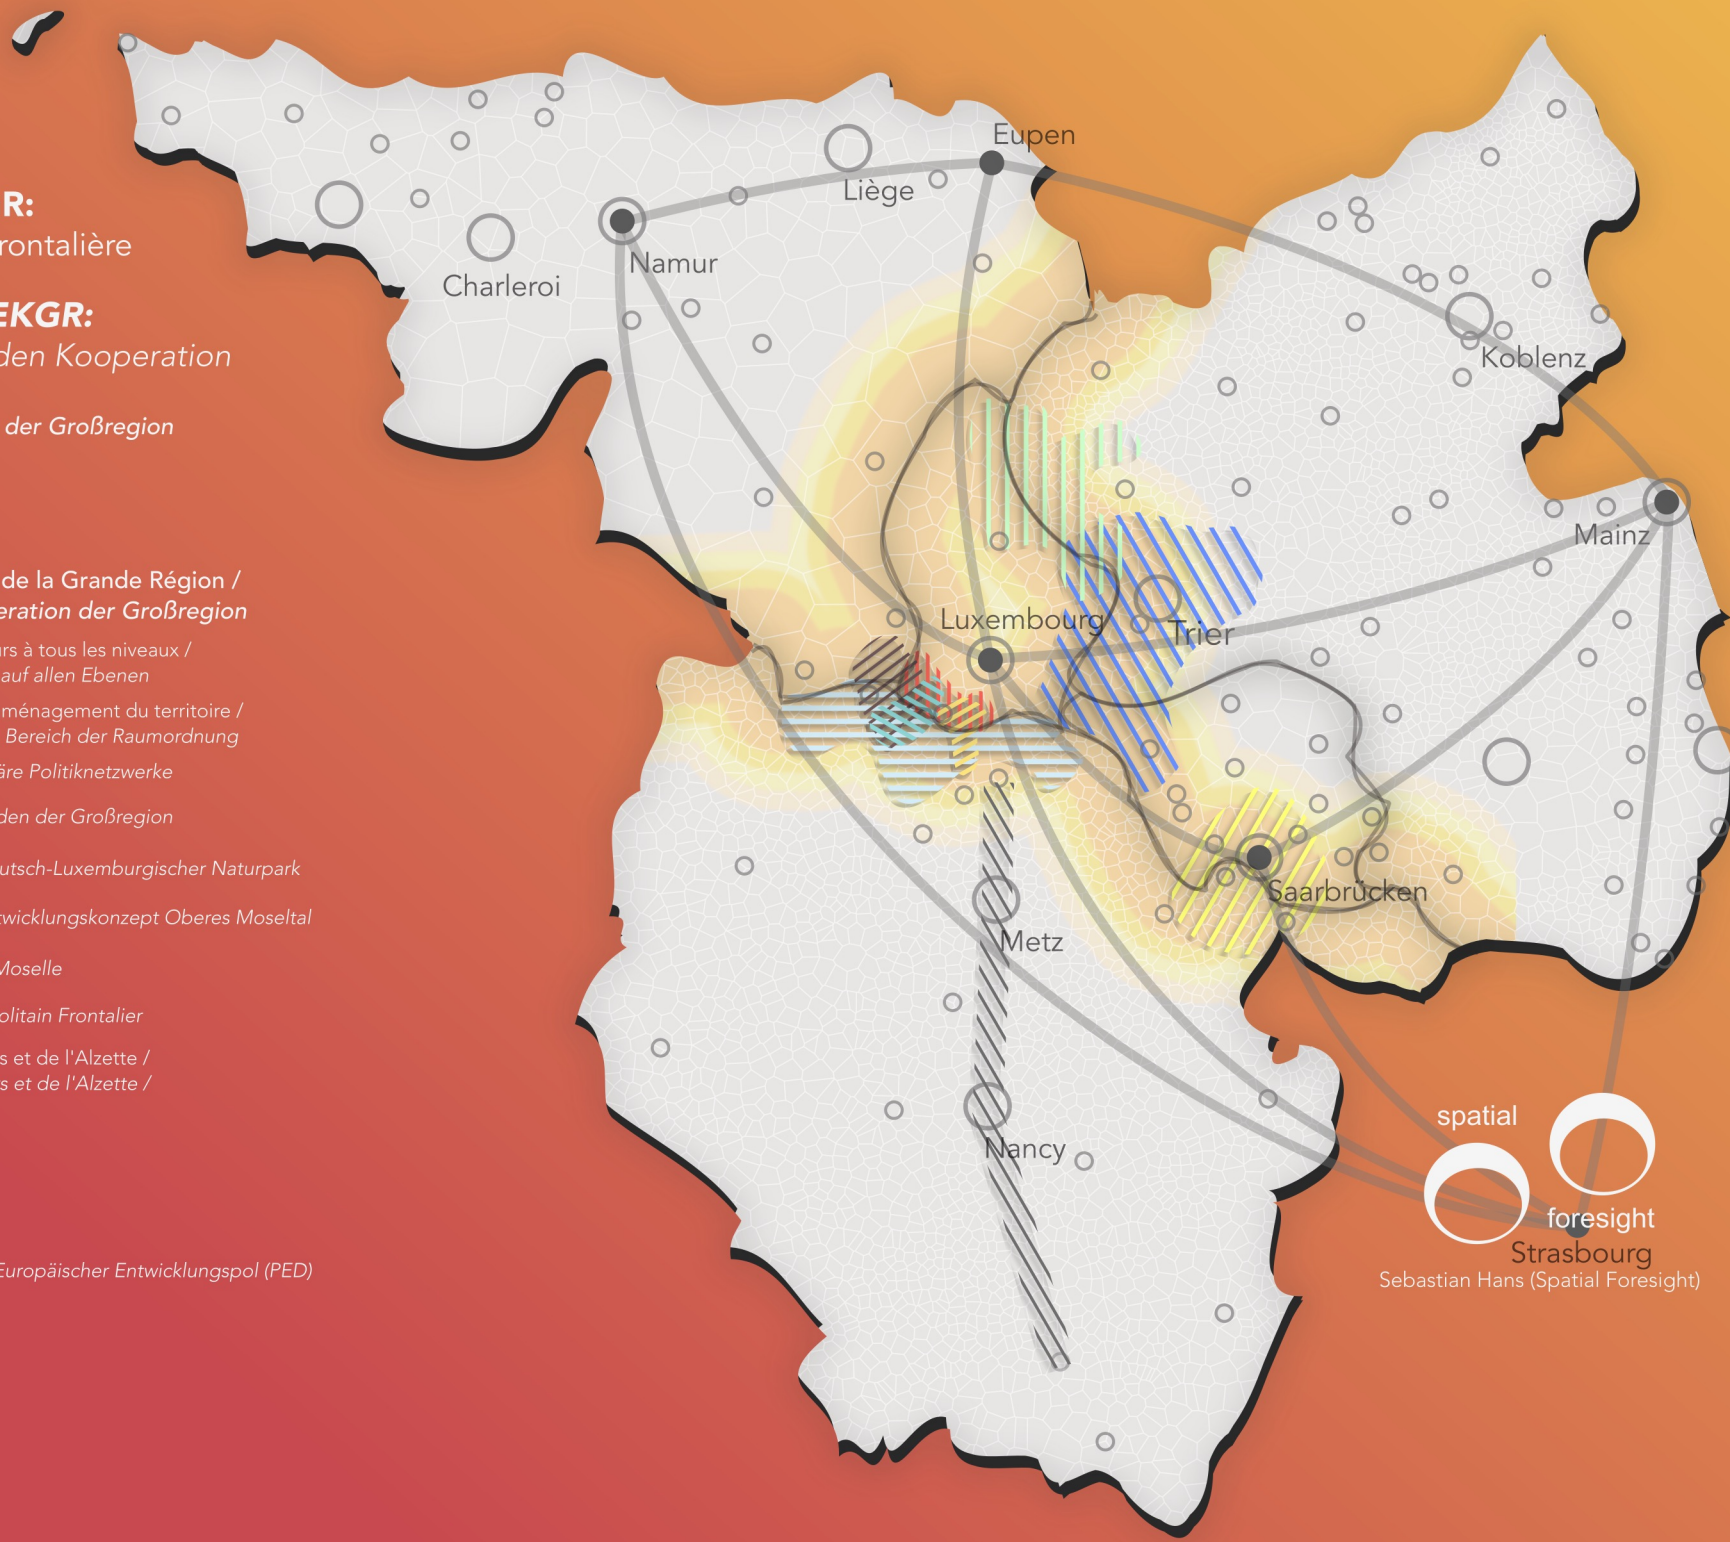 R:
rontalière
EKGR:
den Kooperation
der Großregion
de la Grande Région /
eration der Großregion
rs à tous les niveaux /
auf allen Ebenen
ménagement du territoire /
Bereich der Raumordnung
äre Politiknetzwerke
den der Großregion
utsch-Luxemburgischer Naturpark
twicklungskonzept Oberes Moseltal
Moselle
olitain Frontalier
s et de l'Alzette /
s et de l'Alzette /
Europäischer Entwicklungspol (PED)
Eupen
Liège
Namur
Charleroi
Koblenz
Mainz
Luxembourg
Trier
Saarbrücken
Metz
Nancy
spatial
foresight
Strasbourg
Sebastian Hans (Spatial Foresight)